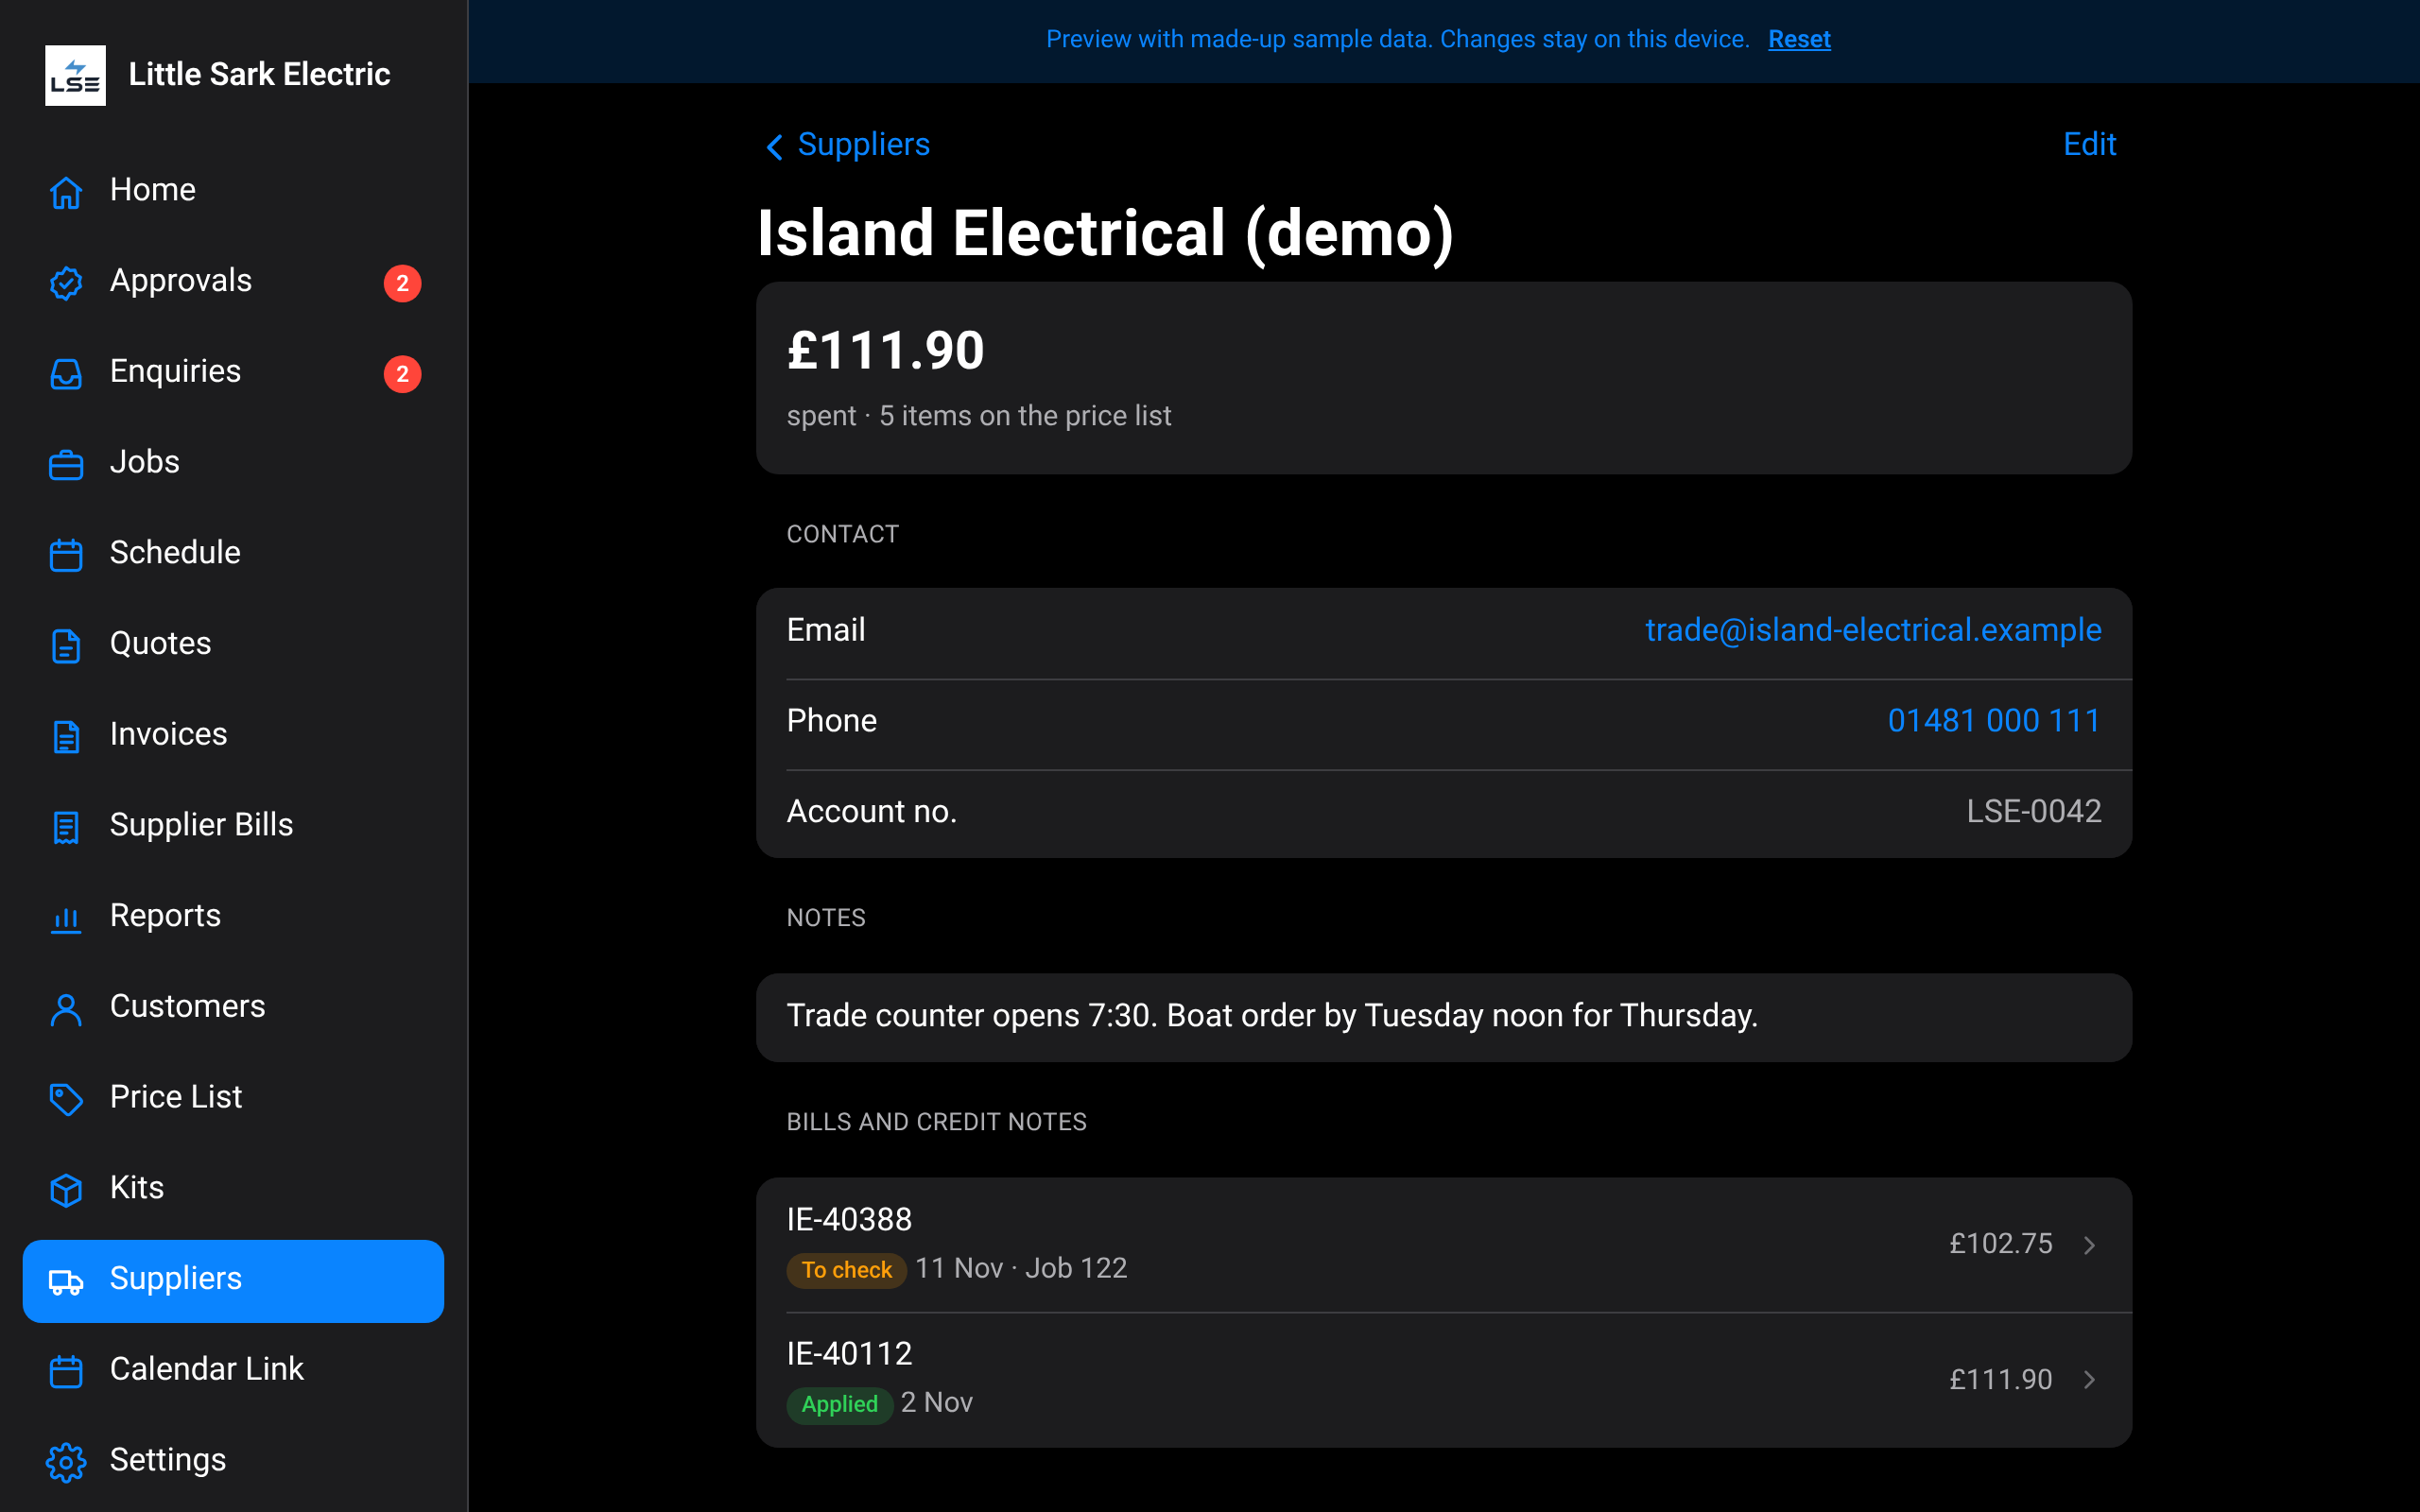 LSE
Little Sark Electric
Home
Approvals 2
Enquiries 2
Jobs
Schedule
Quotes
Invoices
Supplier Bills
Reports
Customers
Price List
Kits
Suppliers
Calendar Link
Settings
Preview with made-up sample data. Changes stay on this device. Reset
Suppliers Edit
Island Electrical (demo)
£111.90
spent · 5 items on the price list
CONTACT
Email trade@island-electrical.example
Phone 01481 000 111
Account no. LSE-0042
NOTES
Trade counter opens 7:30. Boat order by Tuesday noon for Thursday.
BILLS AND CREDIT NOTES
IE-40388
To check 11 Nov · Job 122 £102.75
IE-40112
Applied 2 Nov £111.90